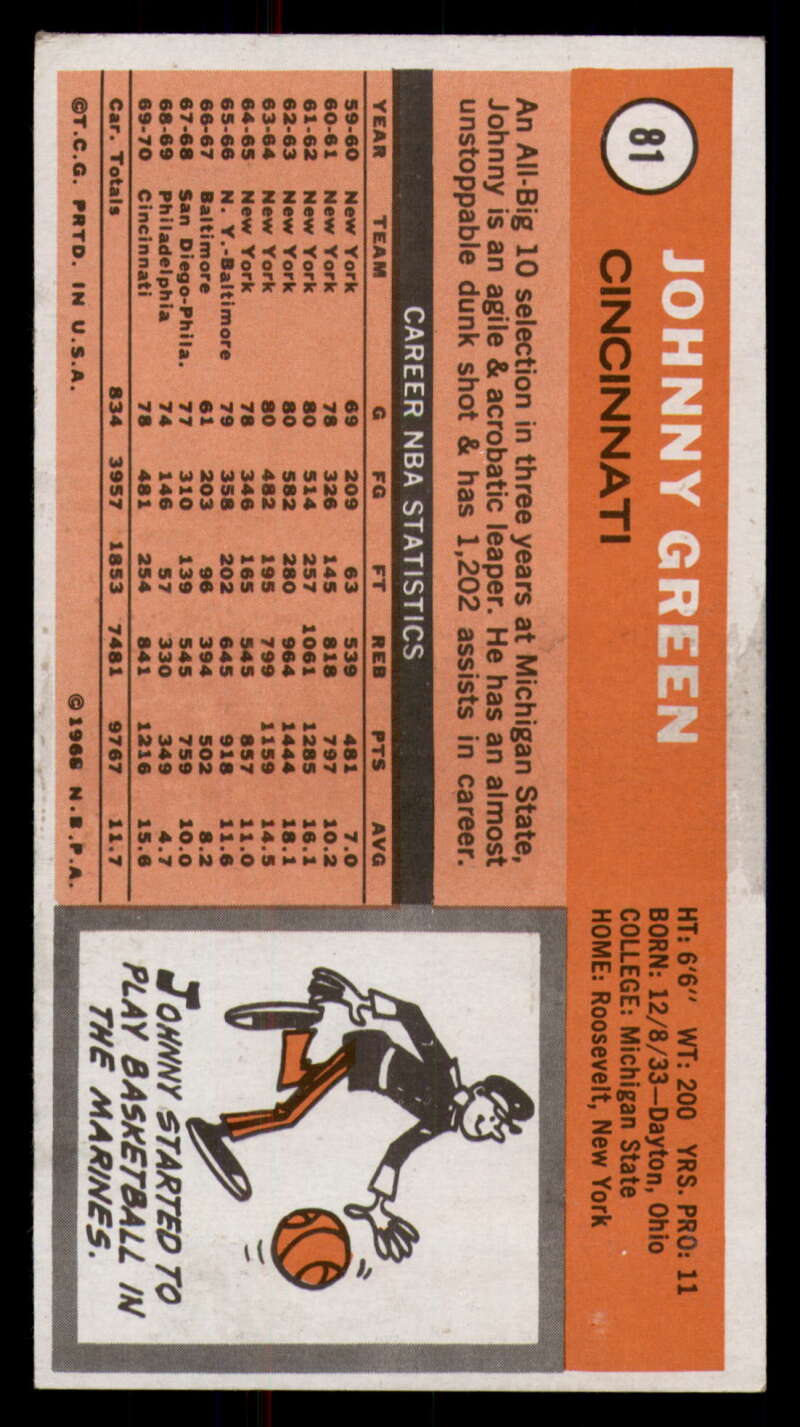 81
JOHNNY GREEN
CINCINNATI
HT: 6'6" WT: 200 YRS. PRO: 11
BORN: 12/8/33—Dayton, Ohio
COLLEGE: Michigan State
HOME: Roosevelt, New York
An All-Big 10 selection in three years at Michigan State,
Johnny is an agile & acrobatic leaper. He has an almost
unstoppable dunk shot & has 1,202 assists in career.
CAREER NBA STATISTICS
YEAR TEAM G FG FT REB PTS AVG
59-60 New York 69 209 63 539 481 7.0
60-61 New York 78 326 145 818 797 10.2
61-62 New York 80 514 257 1061 1285 16.1
62-63 New York 80 582 280 964 1444 18.1
63-64 New York 80 482 195 799 1159 14.5
64-65 New York 78 346 165 545 857 11.0
65-66 N. Y.-Baltimore 79 358 202 645 918 11.6
66-67 Baltimore 61 203 96 394 502 8.2
67-68 San Diego-Phila. 77 310 139 545 759 10.0
68-69 Philadelphia 74 146 57 330 349 4.7
69-70 Cincinnati 78 481 254 841 1216 15.6
Car. Totals 834 3957 1853 7481 9767 11.7
©T.C.G. PRTD. IN U.S.A. ©1968 N.B.P.A.
JOHNNY STARTED TO
PLAY BASKETBALL IN
THE MARINES.